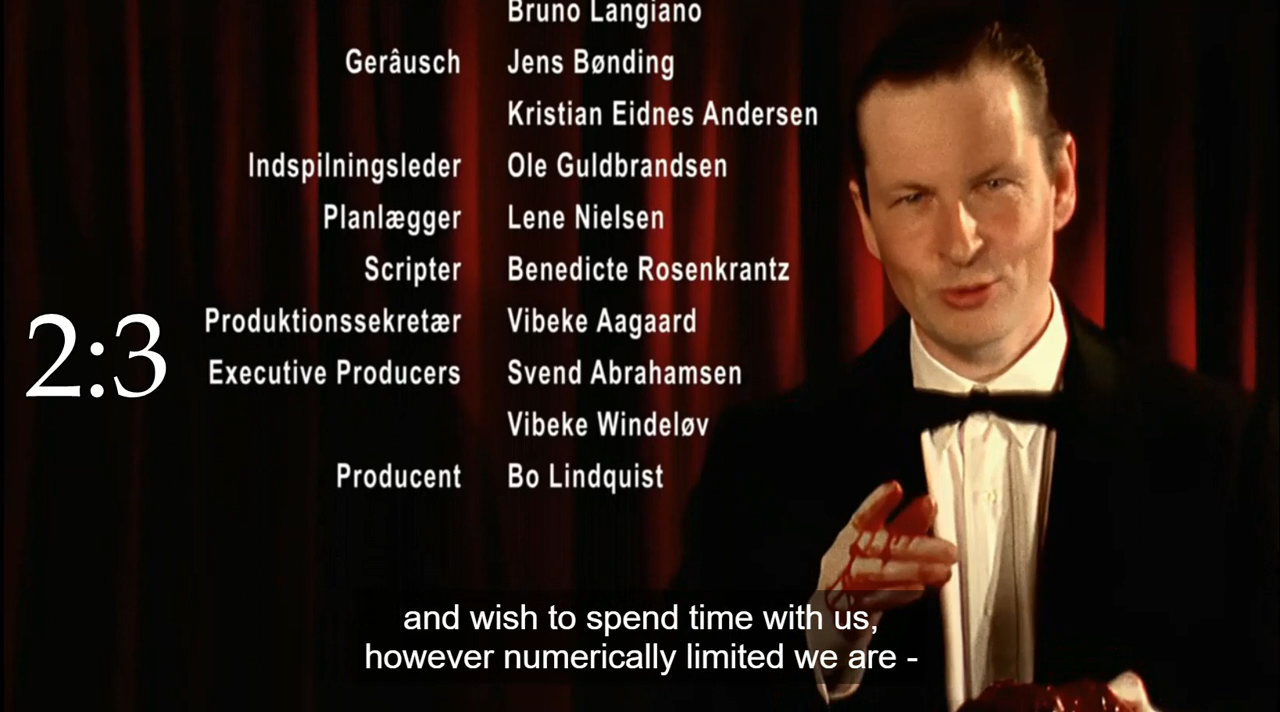 Bruno Langiano
Gerâusch Jens Bønding
Kristian Eidnes Andersen
Indspilningsleder Ole Guldbrandsen
Planlægger Lene Nielsen
Scripter Benedicte Rosenkrantz
2:3
Produktionssekretær Vibeke Aagaard
Executive Producers Svend Abrahamsen
Vibeke Windeløv
Producent Bo Lindquist
and wish to spend time with us,
however numerically limited we are -